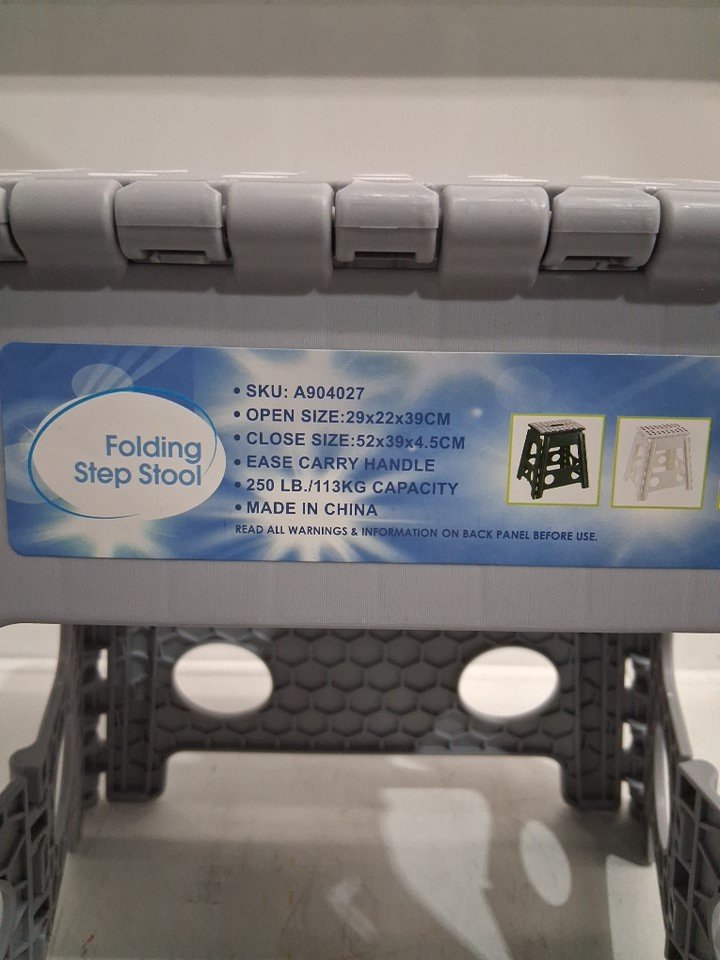 Folding
Step Stool
• SKU: A904027
• OPEN SIZE:29x22x39CM
• CLOSE SIZE:52x39x4.5CM
• EASE CARRY HANDLE
• 250 LB./113KG CAPACITY
• MADE IN CHINA
READ ALL WARNINGS & INFORMATION ON BACK PANEL BEFORE USE.